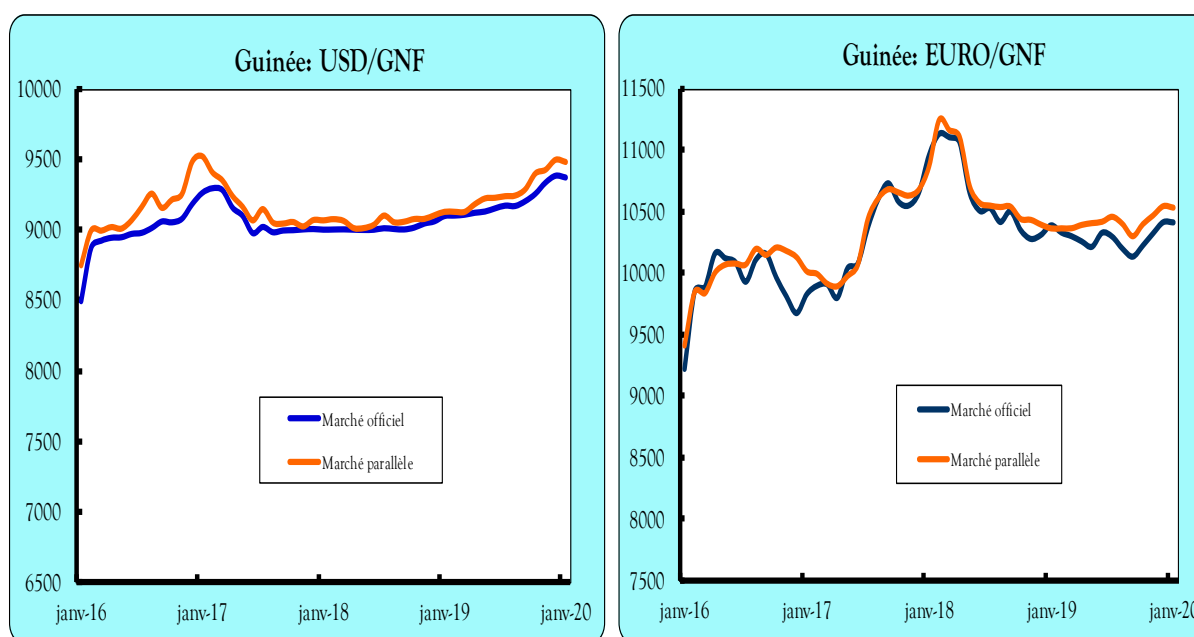 Guinée: USD/GNF
10000
9500
9000
8500
8000
7500
7000
6500
janv-16
janv-17
janv-18
janv-19
janv-20
Marché officiel
Marché parallèle
Guinée: EURO/GNF
11500
11000
10500
10000
9500
9000
8500
8000
7500
janv-16
janv-17
janv-18
janv-19
janv-20
Marché officiel
Marché parallèle